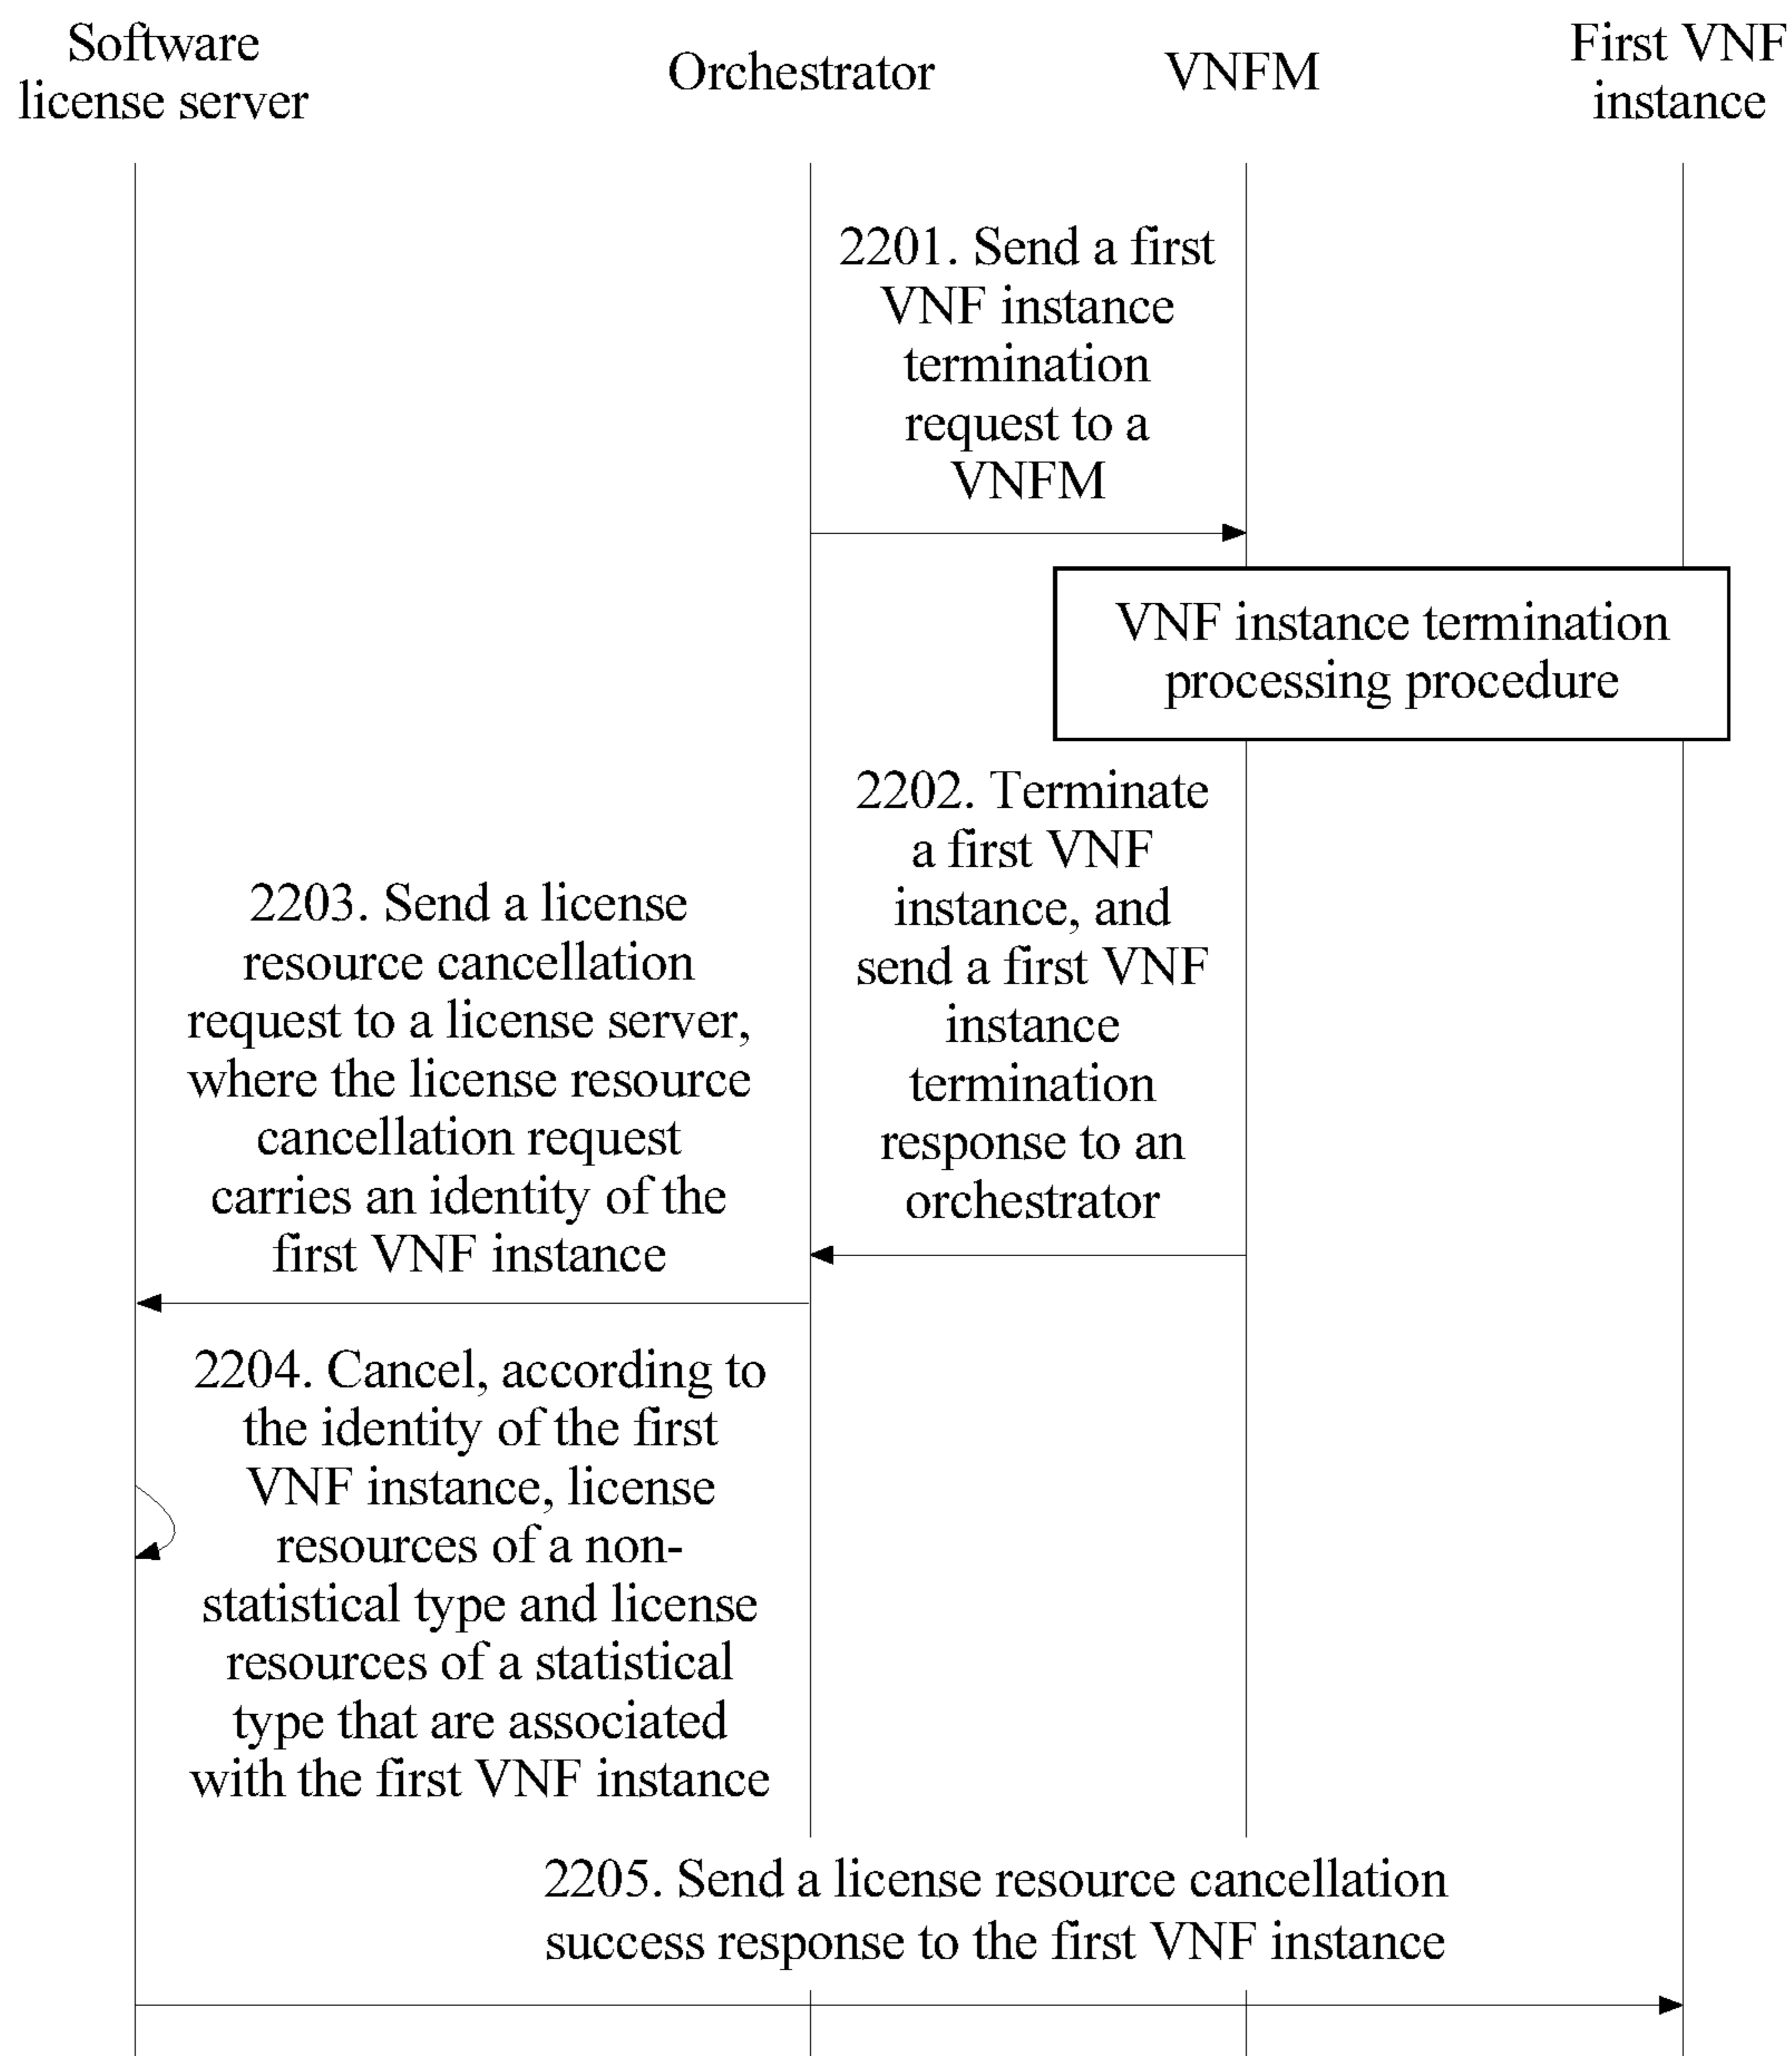 Software
license server
Orchestrator
VNFM
First VNF
instance
2201. Send a first
VNF instance
termination
request to a
VNFM
VNF instance termination
processing procedure
2202. Terminate
a first VNF
instance, and
send a first VNF
instance
termination
response to an
orchestrator
2203. Send a license
resource cancellation
request to a license server,
where the license resource
cancellation request
carries an identity of the
first VNF instance
2204. Cancel, according to
the identity of the first
VNF instance, license
resources of a non-
statistical type and license
resources of a statistical
type that are associated
with the first VNF instance
2205. Send a license resource cancellation
success response to the first VNF instance